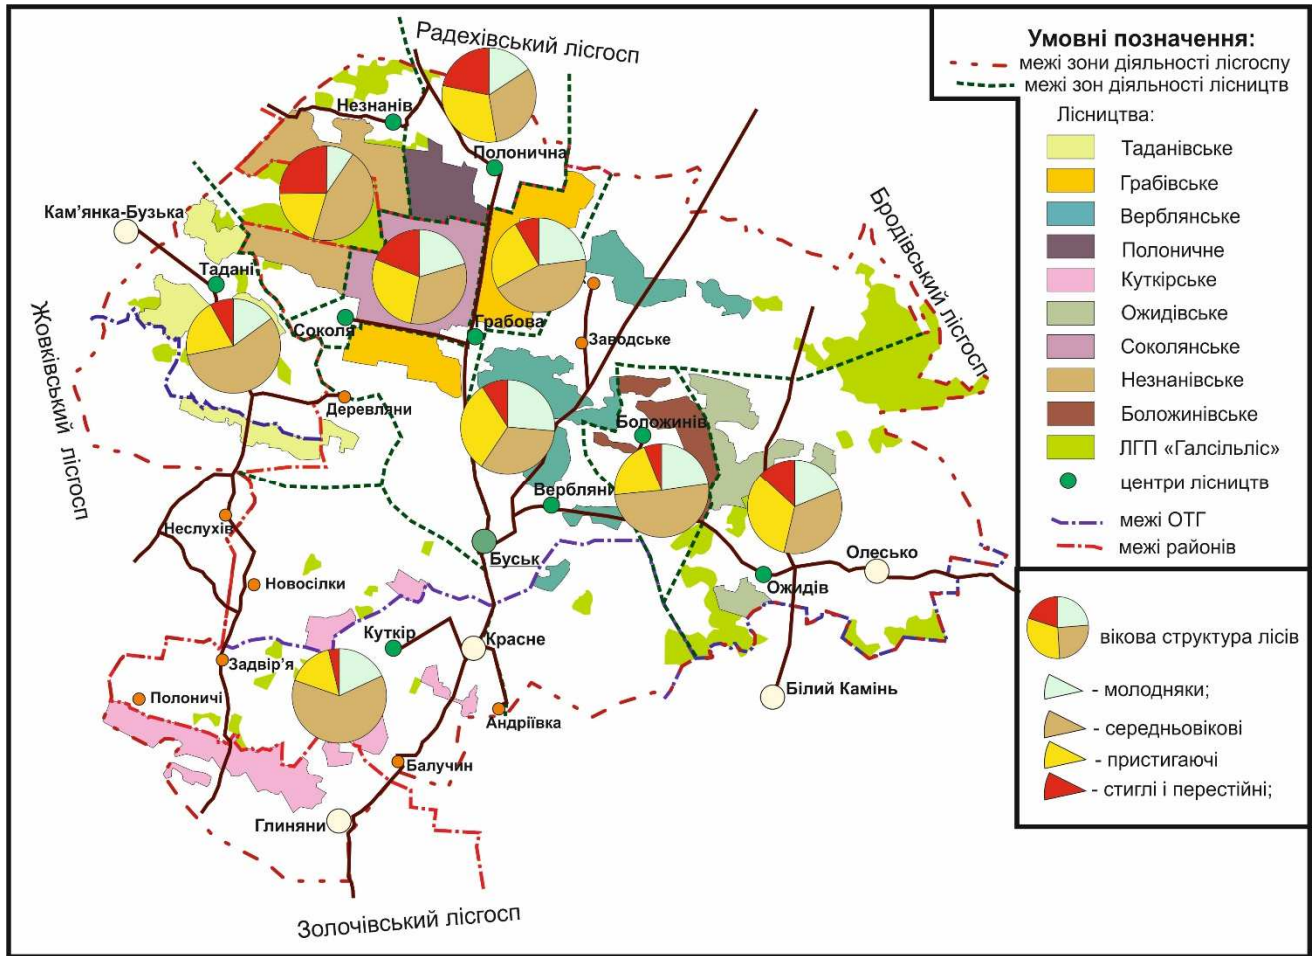 Радехівський лісгосп
Незнанів
Полонична
Кам'янка-Бузька
Тадані
Бродівський лісгосп
Жовківський лісгосп
Соколя
Грабова
Заводське
Деревляни
Боложинів
Вербляни
Неслухів
Буськ
Олесько
Новосілки
Ожидів
Куткір
Красне
Задвір'я
Полоничі
Білий Камінь
Андріївка
Балучин
Глиняни
Золочівський лісгосп
Умовні позначення:
межі зони діяльності лісгоспу
межі зон діяльності лісництв
Лісництва:
Таданівське
Грабівське
Верблянське
Полоничне
Куткірське
Ожидівське
Соколянське
Незнанівське
Боложинівське
ЛГП «Галсільліс»
центри лісництв
межі ОТГ
межі районів
вікова структура лісів
- молодняки;
- середньовікові
- пристигаючі
- стиглі і перестійні;